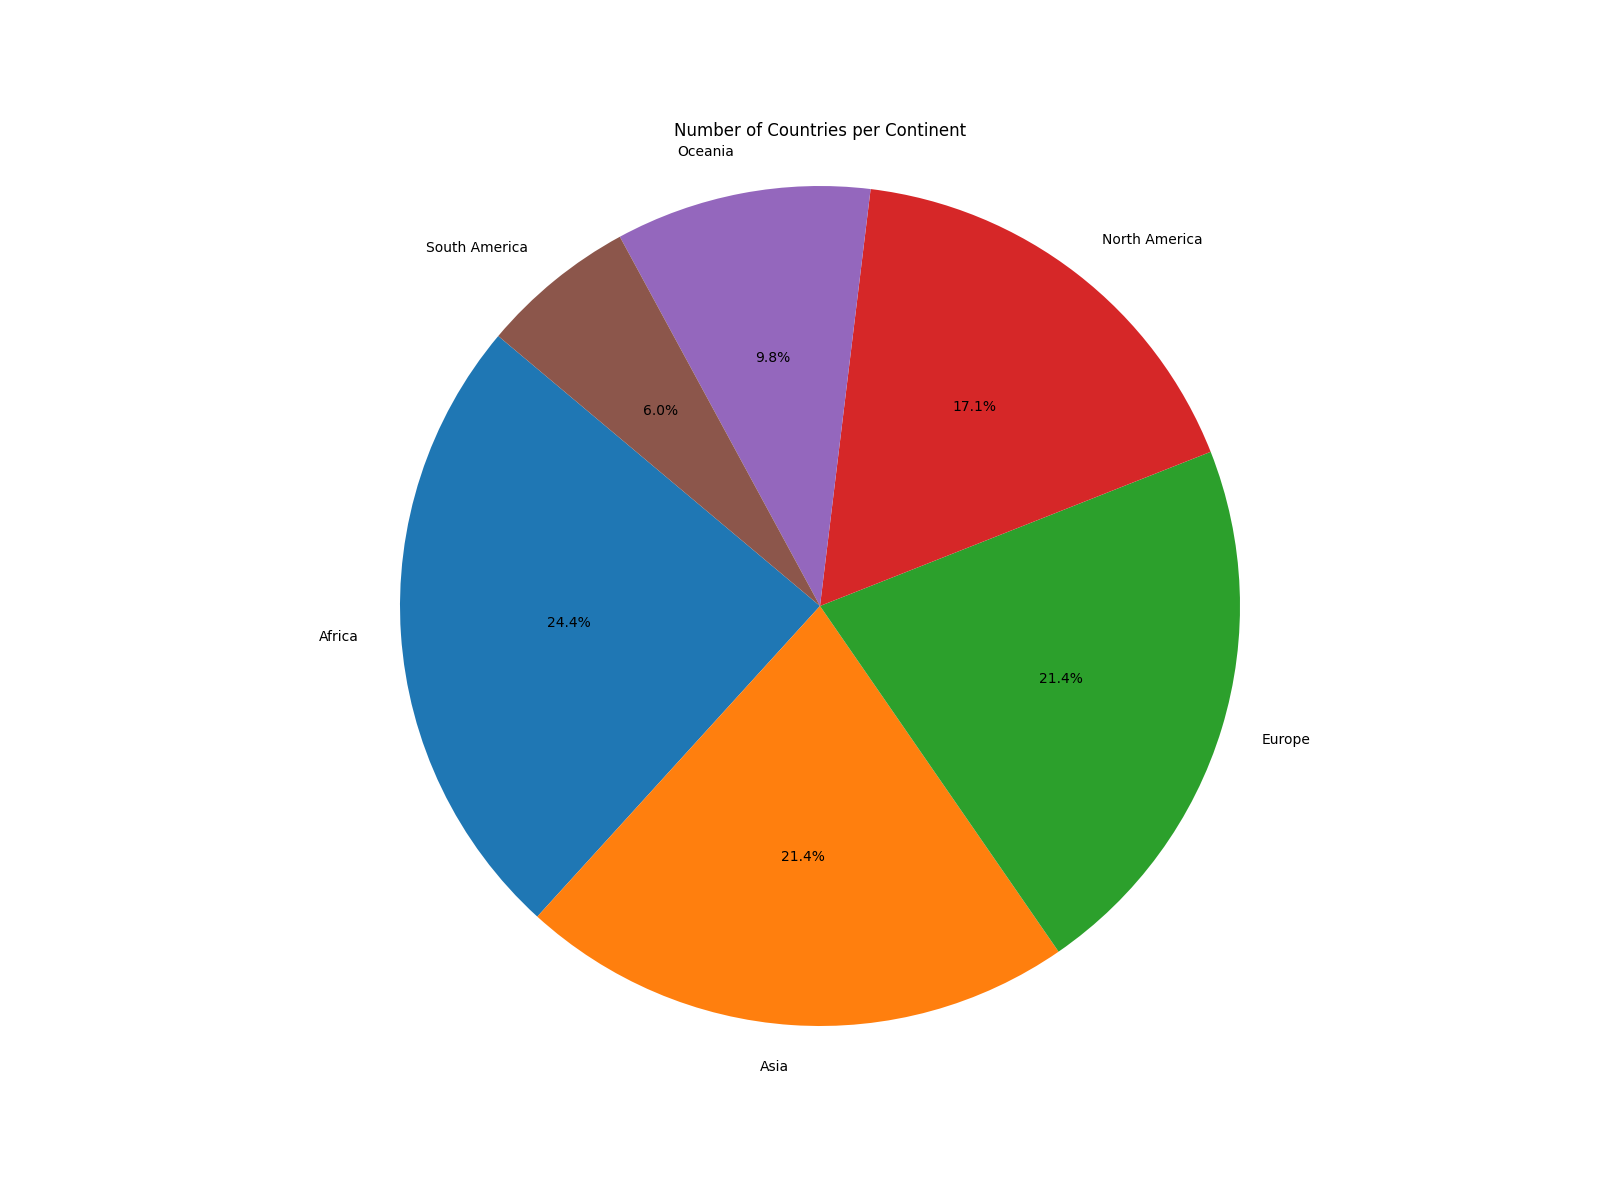 Number of Countries per Continent
Oceania
North America
South America
9.8%
17.1%
6.0%
24.4%
Africa
21.4%
Europe
21.4%
Asia